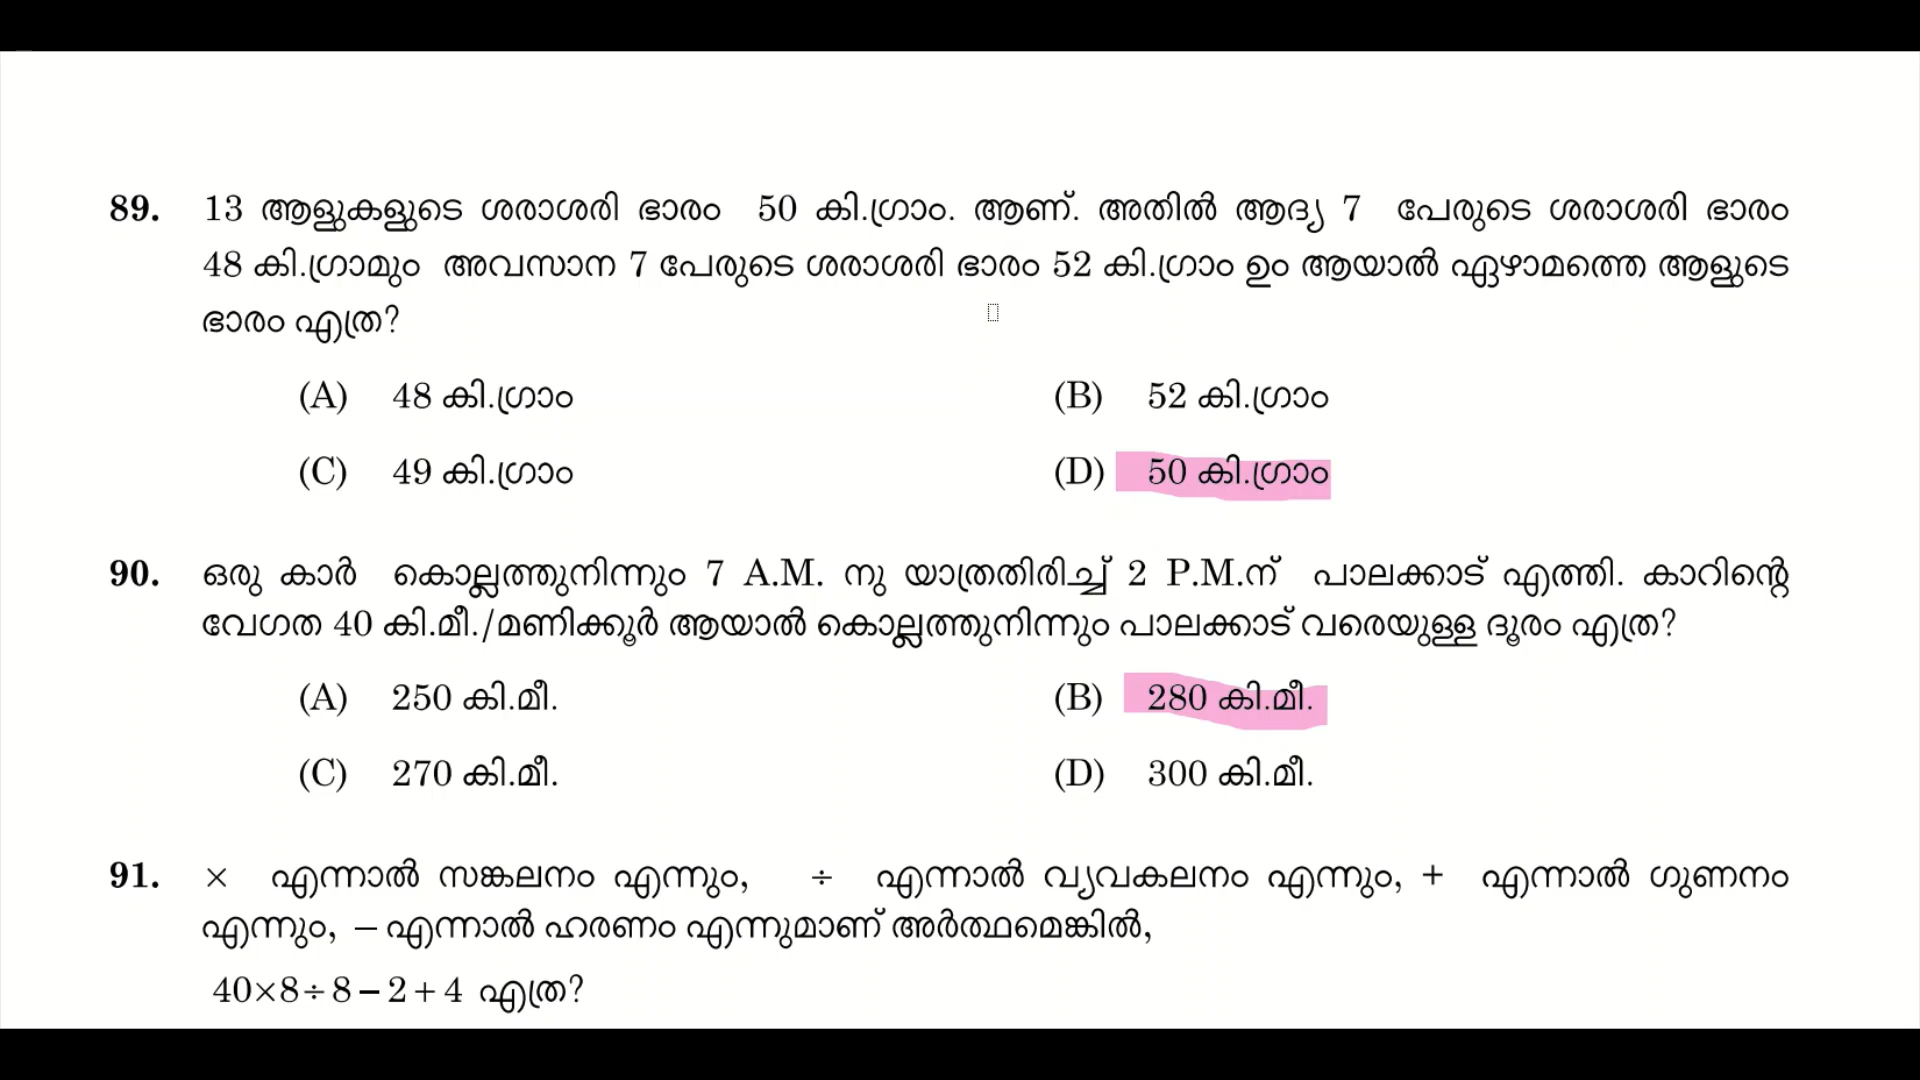 89. 13 ആളുകളുടെ ശരാശരി ഭാരം 50 കി.ഗ്രാം. ആണ്. അതിൽ ആദ്യ 7 പേരുടെ ശരാശരി ഭാരം
48 കി.ഗ്രാമും അവസാന 7 പേരുടെ ശരാശരി ഭാരം 52 കി.ഗ്രാം ഉം ആയാൽ ഏഴാമത്തെ ആളുടെ
ഭാരം എത്ര?
(A) 48 കി.ഗ്രാം (B) 52 കി.ഗ്രാം
(C) 49 കി.ഗ്രാം (D) 50 കി.ഗ്രാം
90. ഒരു കാർ കൊല്ലത്തുനിന്നും 7 A.M. നു യാത്രതിരിച്ച് 2 P.M.ന് പാലക്കാട് എത്തി. കാറിന്റെ
വേഗത 40 കി.മീ./മണിക്കൂർ ആയാൽ കൊല്ലത്തുനിന്നും പാലക്കാട് വരെയുള്ള ദൂരം എത്ര?
(A) 250 കി.മീ. (B) 280 കി.മീ.
(C) 270 കി.മീ. (D) 300 കി.മീ.
91. × എന്നാൽ സങ്കലനം എന്നും, ÷ എന്നാൽ വ്യവകലനം എന്നും, + എന്നാൽ ഗുണനം
എന്നും, – എന്നാൽ ഹരണം എന്നുമാണ് അർത്ഥമെങ്കിൽ,
40×8÷8–2+4 എത്ര?